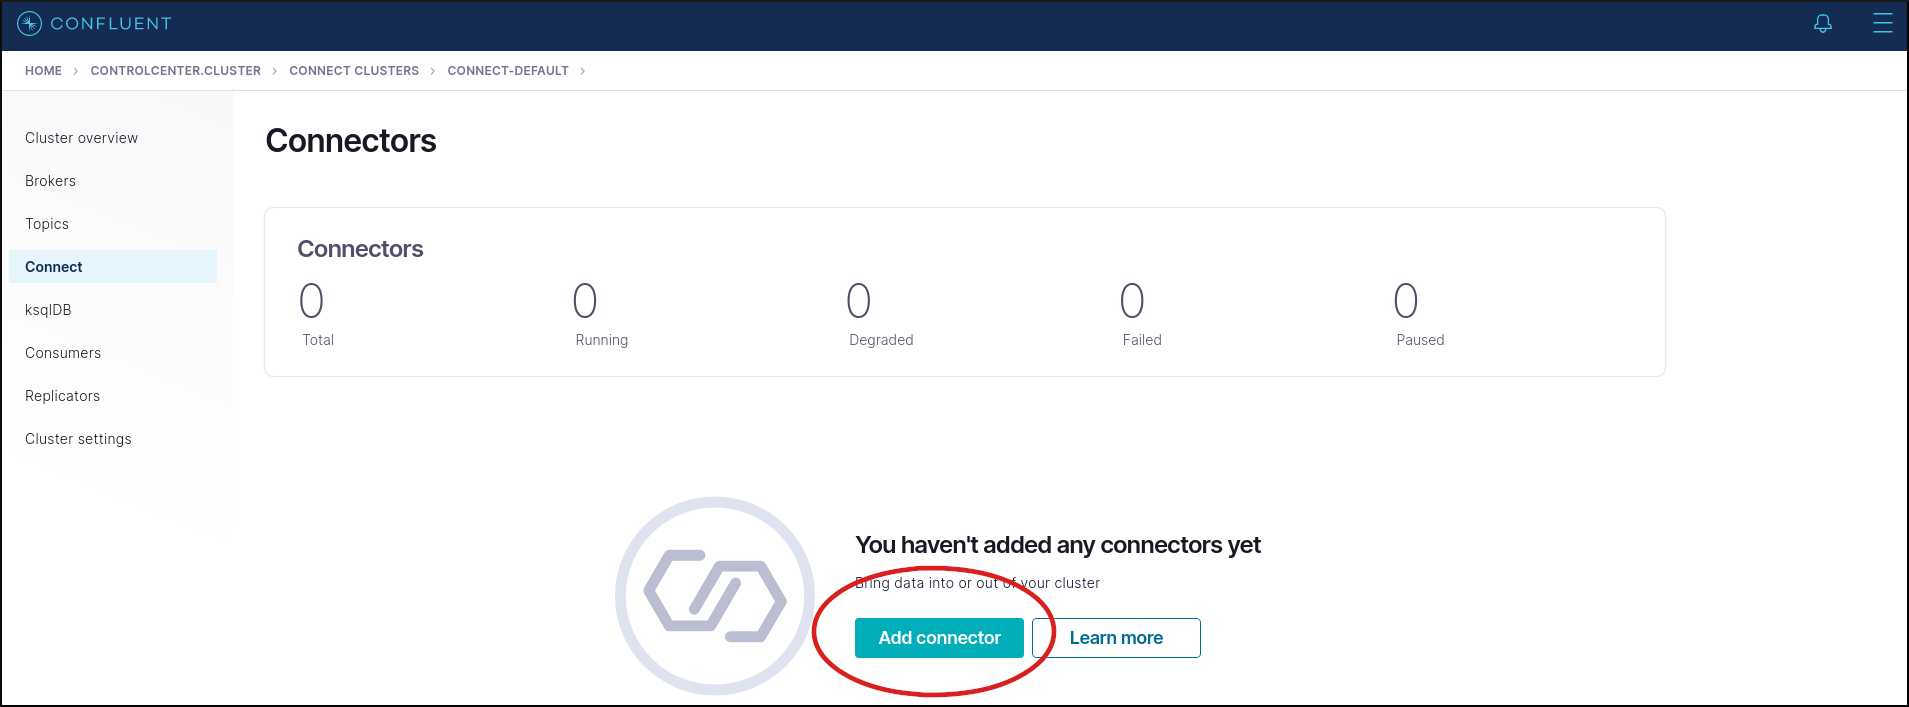 CONFLUENT
HOME > CONTROLCENTER.CLUSTER > CONNECT CLUSTERS > CONNECT-DEFAULT >
Cluster overview
Brokers
Topics
Connect
ksqlDB
Consumers
Replicators
Cluster settings
Connectors
Connectors
0 0 0 0 0
Total Running Degraded Failed Paused
You haven't added any connectors yet
Bring data into or out of your cluster
Add connector Learn more